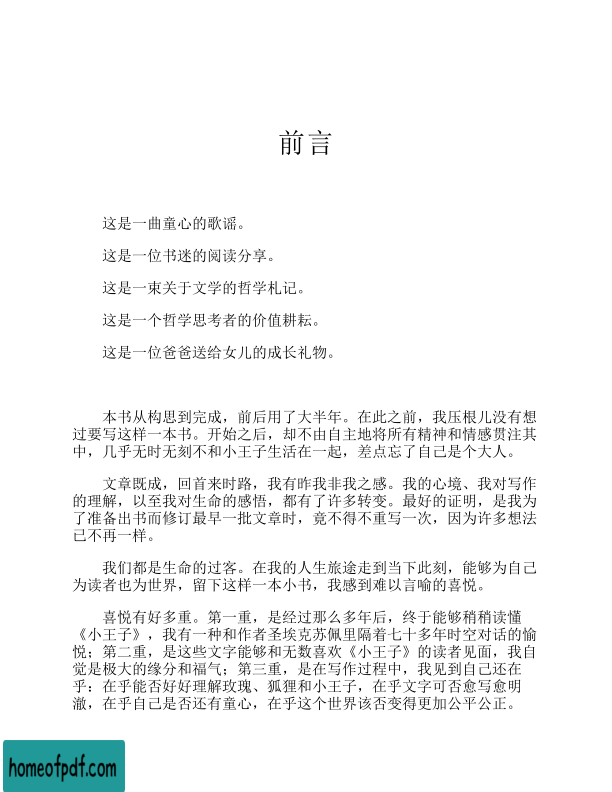 前言
这是一曲童心的歌谣。
这是一位书迷的阅读分享。
这是一束关于文学的哲学札记。
这是一个哲学思考者的价值耕耘。
这是一位爸爸送给女儿的成长礼物。
本书从构思到完成，前后用了大半年。在此之前，我压根儿没有想
过要写这样一本书。开始之后，却不由自主地将所有精神和情感贯注其
中，几乎无时无刻不和小王子生活在一起，差点忘了自己是个大人。
文章既成，回首来时路，我有昨我非我之感。我的心境、我对写作
的理解，以至我对生命的感悟，都有了许多转变。最好的证明，是我为
了准备出书而修订最早一批文章时，竟不得不重写一次，因为许多想法
已不再一样。
我们都是生命的过客。在我的人生旅途走到当下此刻，能够为自己
为读者也为世界，留下这样一本小书，我感到难以言喻的喜悦。
喜悦有好多重。第一重，是经过那么多年后，终于能够稍稍读懂
《小王子》，我有一种和作者圣埃克苏佩里隔着七十多年时空对话的愉
悦；第二重，是这些文字能够和无数喜欢《小王子》的读者见面，我自
觉是极大的缘分和福气；第三重，是在写作过程中，我见到自己还在
乎：在乎能否好好理解玫瑰、狐狸和小王子，在乎文字可否愈写愈明
澈，在乎自己是否还有童心，在乎这个世界该否变得更加公平公正。
homeofpdf.com